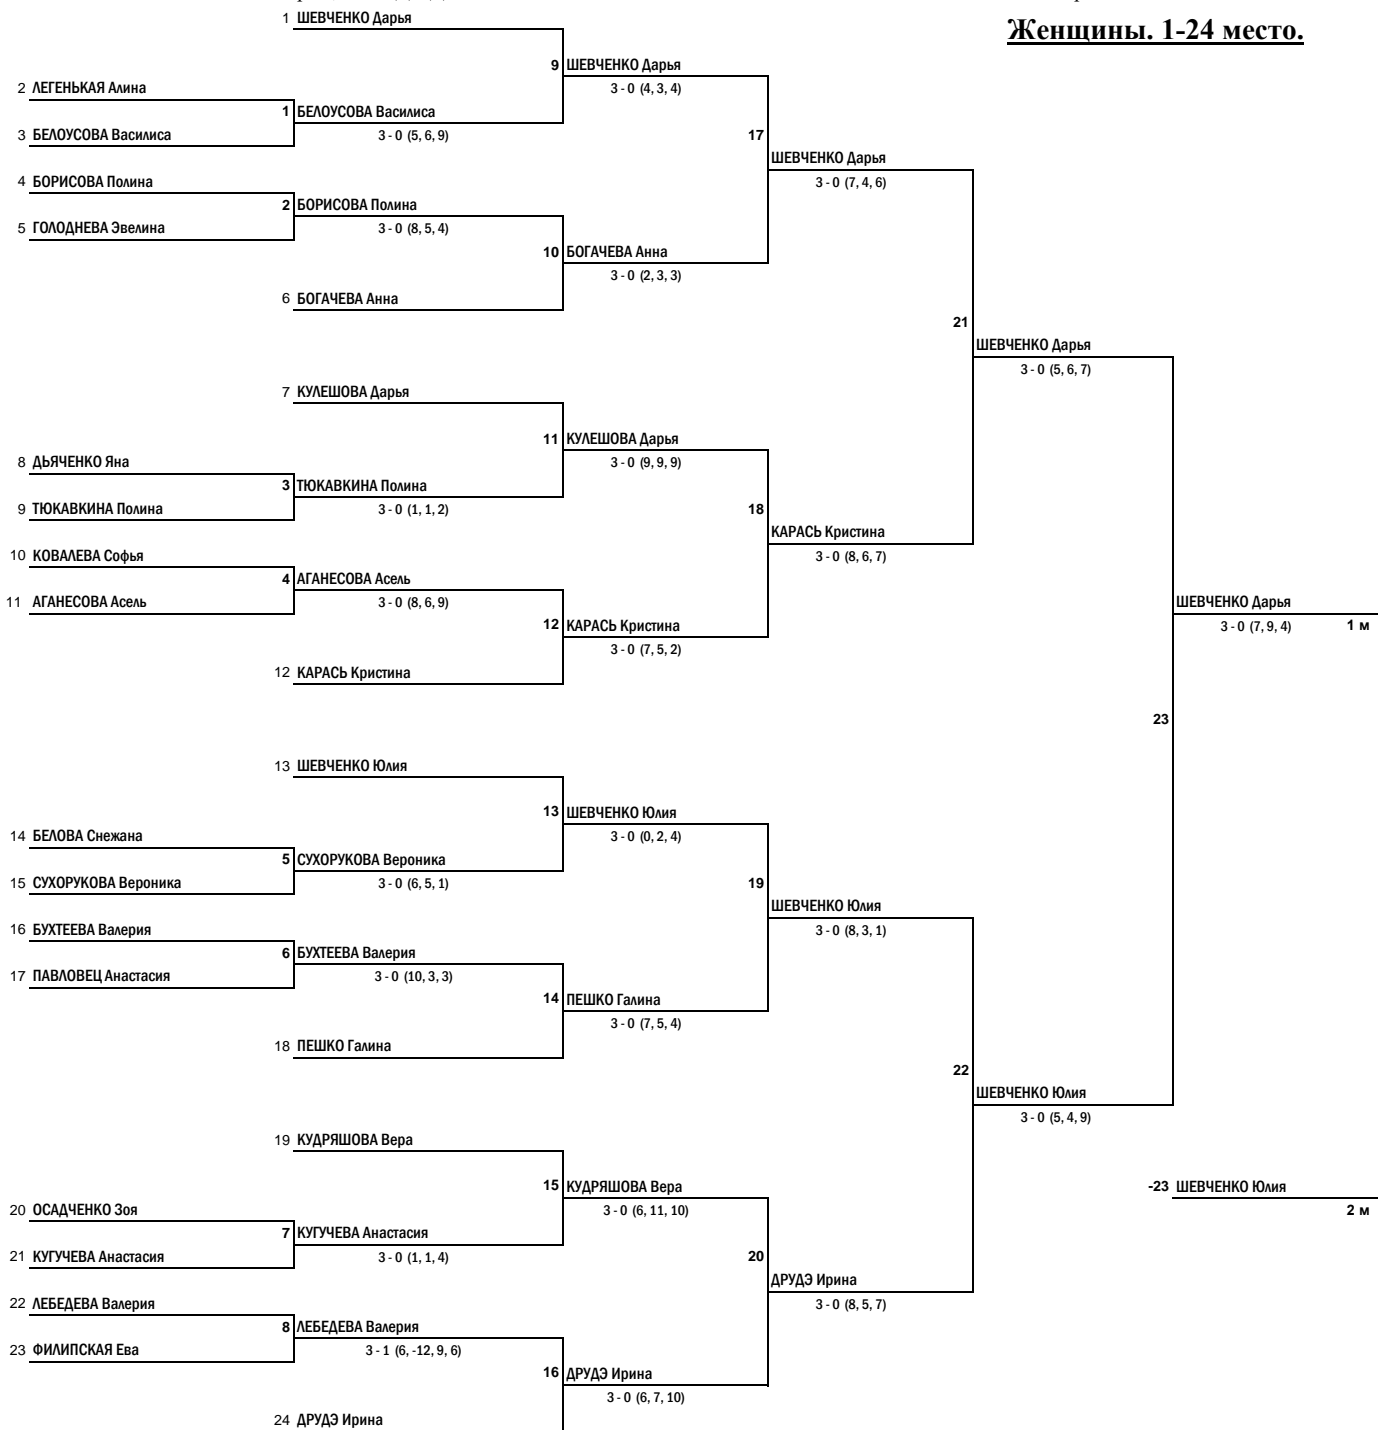 1 ШЕВЧЕНКО Дарья
Женщины. 1-24 место.
9 ШЕВЧЕНКО Дарья
2 ЛЕГЕНЬКАЯ Алина
3 - 0 (4, 3, 4)
1 БЕЛОУСОВА Василиса
3 БЕЛОУСОВА Василиса
3 - 0 (5, 6, 9)
17
ШЕВЧЕНКО Дарья
4 БОРИСОВА Полина
3 - 0 (7, 4, 6)
2 БОРИСОВА Полина
5 ГОЛОДНЕВА Эвелина
3 - 0 (8, 5, 4)
10 БОГАЧЕВА Анна
3 - 0 (2, 3, 3)
6 БОГАЧЕВА Анна
21
ШЕВЧЕНКО Дарья
3 - 0 (5, 6, 7)
7 КУЛЕШОВА Дарья
11 КУЛЕШОВА Дарья
8 ДЬЯЧЕНКО Яна
3 - 0 (9, 9, 9)
3 ТЮКАВКИНА Полина
9 ТЮКАВКИНА Полина
3 - 0 (1, 1, 2)
18
КАРАСЬ Кристина
10 КОВАЛЕВА Софья
3 - 0 (8, 6, 7)
4 АГАНЕСОВА Асель
11 АГАНЕСОВА Асель
3 - 0 (8, 6, 9)
ШЕВЧЕНКО Дарья
12 КАРАСЬ Кристина
3 - 0 (7, 9, 4) 1 м
3 - 0 (7, 5, 2)
12 КАРАСЬ Кристина
23
13 ШЕВЧЕНКО Юлия
13 ШЕВЧЕНКО Юлия
14 БЕЛОВА Снежана
3 - 0 (0, 2, 4)
5 СУХОРУКОВА Вероника
15 СУХОРУКОВА Вероника
3 - 0 (6, 5, 1)
19
ШЕВЧЕНКО Юлия
16 БУХТЕЕВА Валерия
3 - 0 (8, 3, 1)
6 БУХТЕЕВА Валерия
17 ПАВЛОВЕЦ Анастасия
3 - 0 (10, 3, 3)
14 ПЕШКО Галина
3 - 0 (7, 5, 4)
18 ПЕШКО Галина
22
ШЕВЧЕНКО Юлия
3 - 0 (5, 4, 9)
19 КУДРЯШОВА Вера
15 КУДРЯШОВА Вера
-23 ШЕВЧЕНКО Юлия
20 ОСАДЧЕНКО Зоя
3 - 0 (6, 11, 10)
2 м
7 КУГУЧЕВА Анастасия
21 КУГУЧЕВА Анастасия
3 - 0 (1, 1, 4)
20
ДРУДЭ Ирина
22 ЛЕБЕДЕВА Валерия
3 - 0 (8, 5, 7)
8 ЛЕБЕДЕВА Валерия
23 ФИЛИПСКАЯ Ева
3 - 1 (6, -12, 9, 6)
16 ДРУДЭ Ирина
3 - 0 (6, 7, 10)
24 ДРУДЭ Ирина